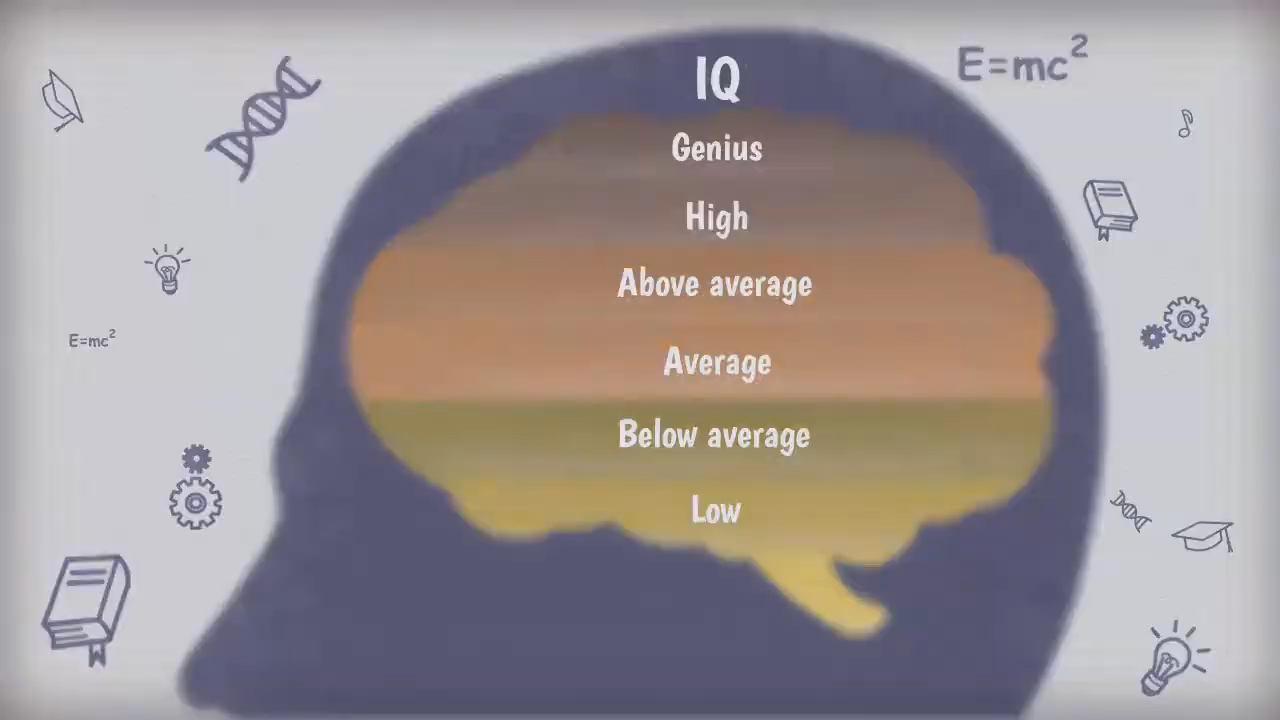 E=mc²
IQ
Genius
High
Above average
E=mc²
Average
Below average
Low